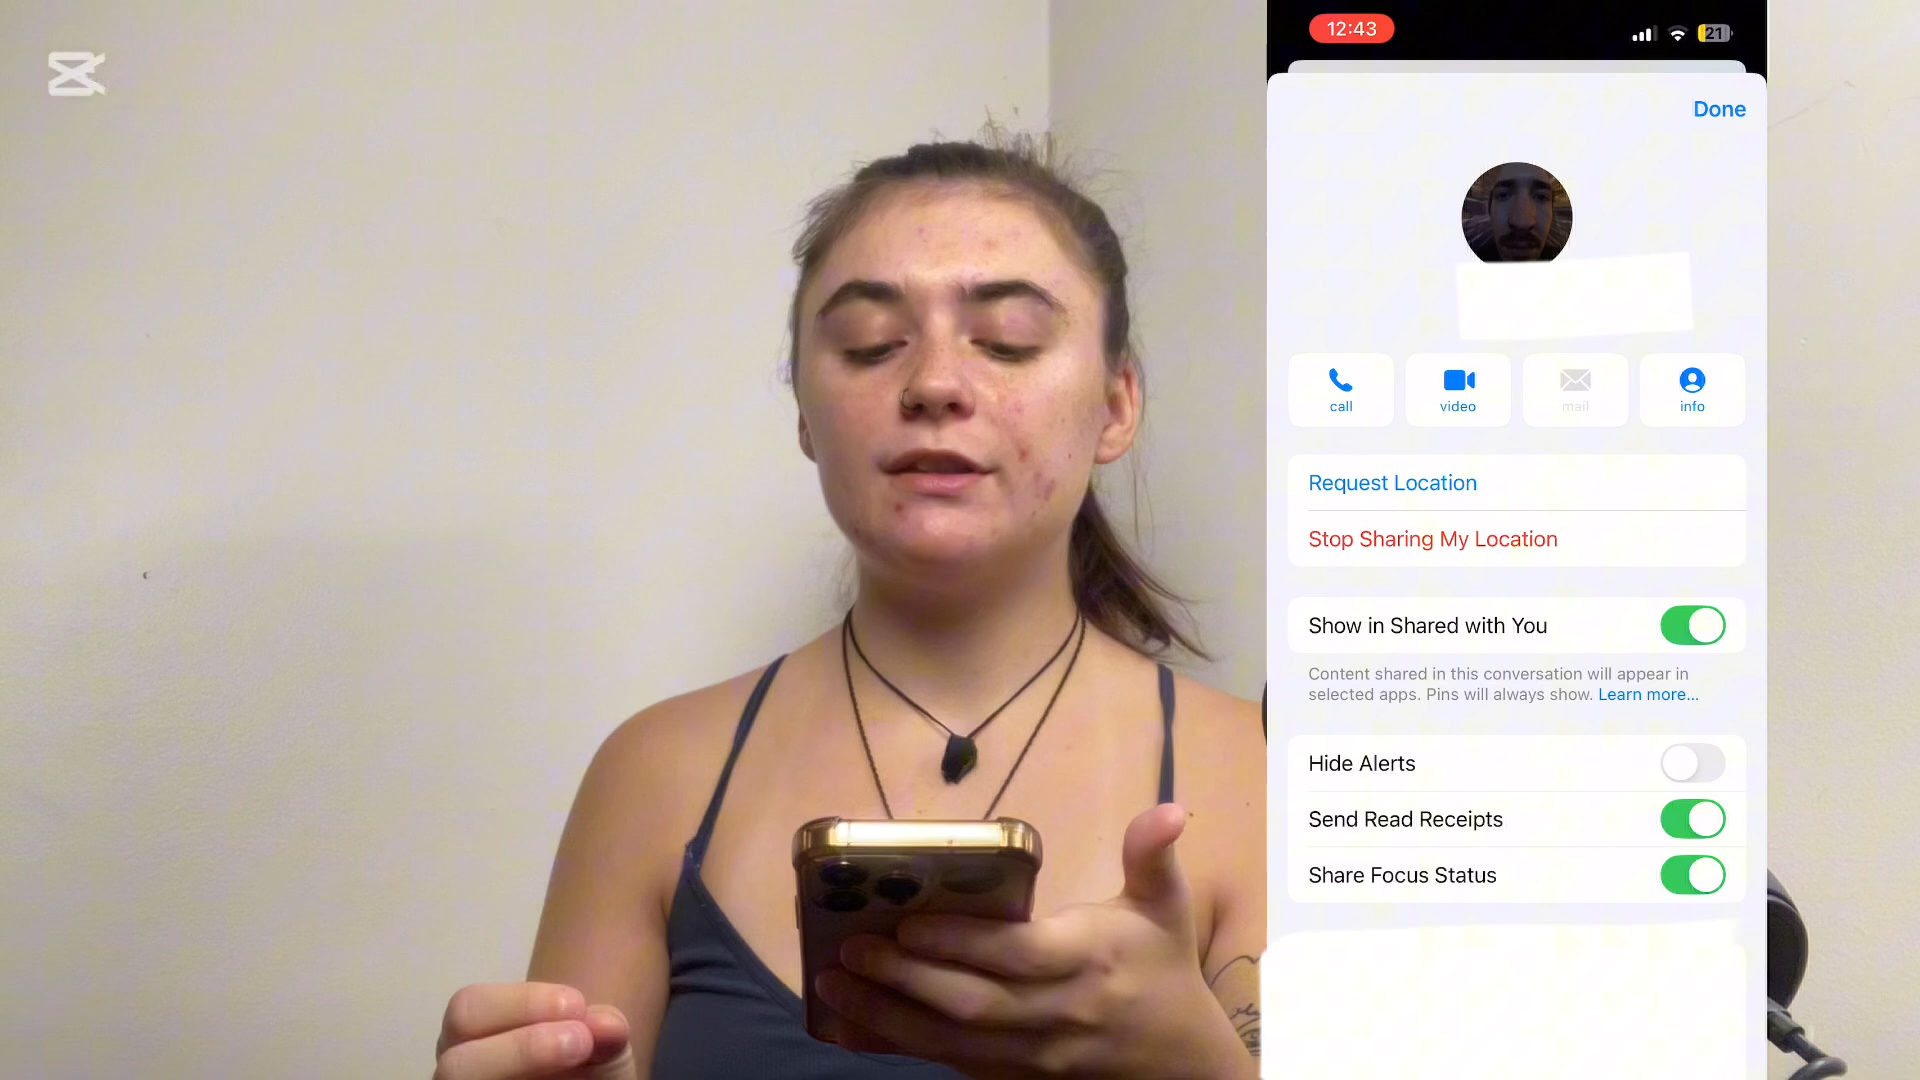 12:43
21
Done
call
video
mail
info
Request Location
Stop Sharing My Location
Show in Shared with You
Content shared in this conversation will appear in
selected apps. Pins will always show. Learn more...
Hide Alerts
Send Read Receipts
Share Focus Status